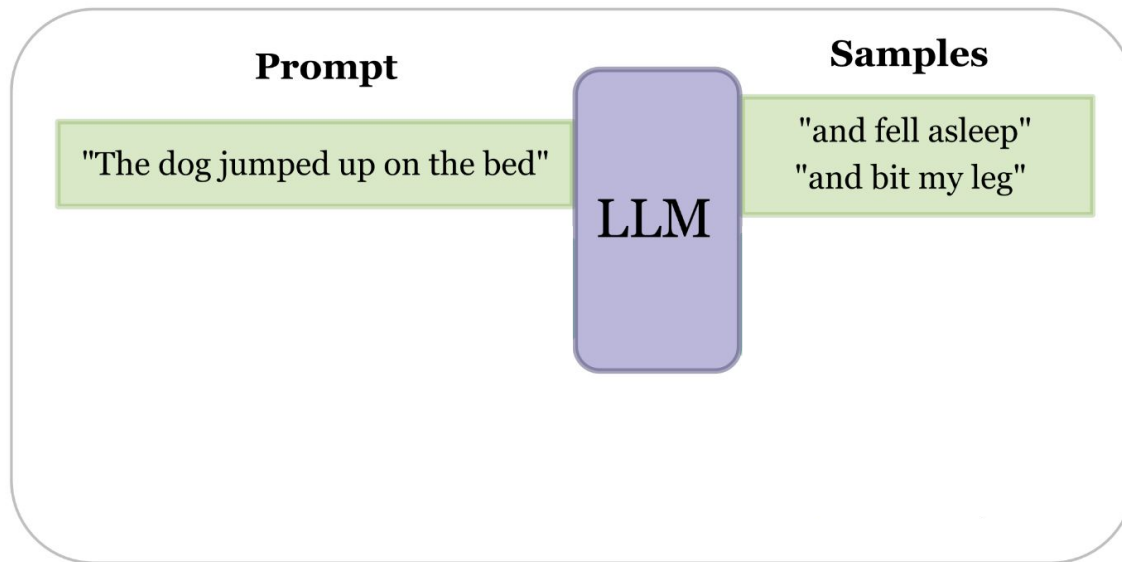 Prompt
Samples
"The dog jumped up on the bed"
LLM
"and fell asleep"
"and bit my leg"